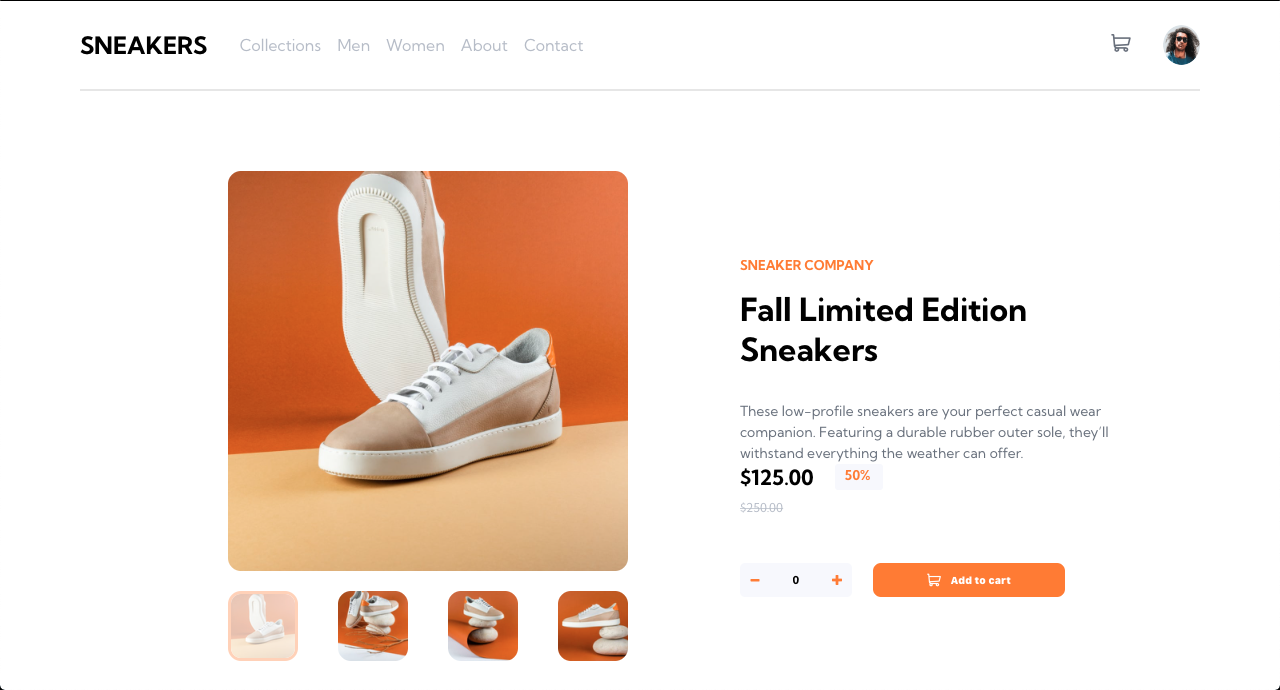 SNEAKERS Collections Men Women About Contact
SNEAKER COMPANY
Fall Limited Edition
Sneakers
These low-profile sneakers are your perfect casual wear
companion. Featuring a durable rubber outer sole, they’ll
withstand everything the weather can offer.
$125.00 50%
$250.00
0 Add to cart